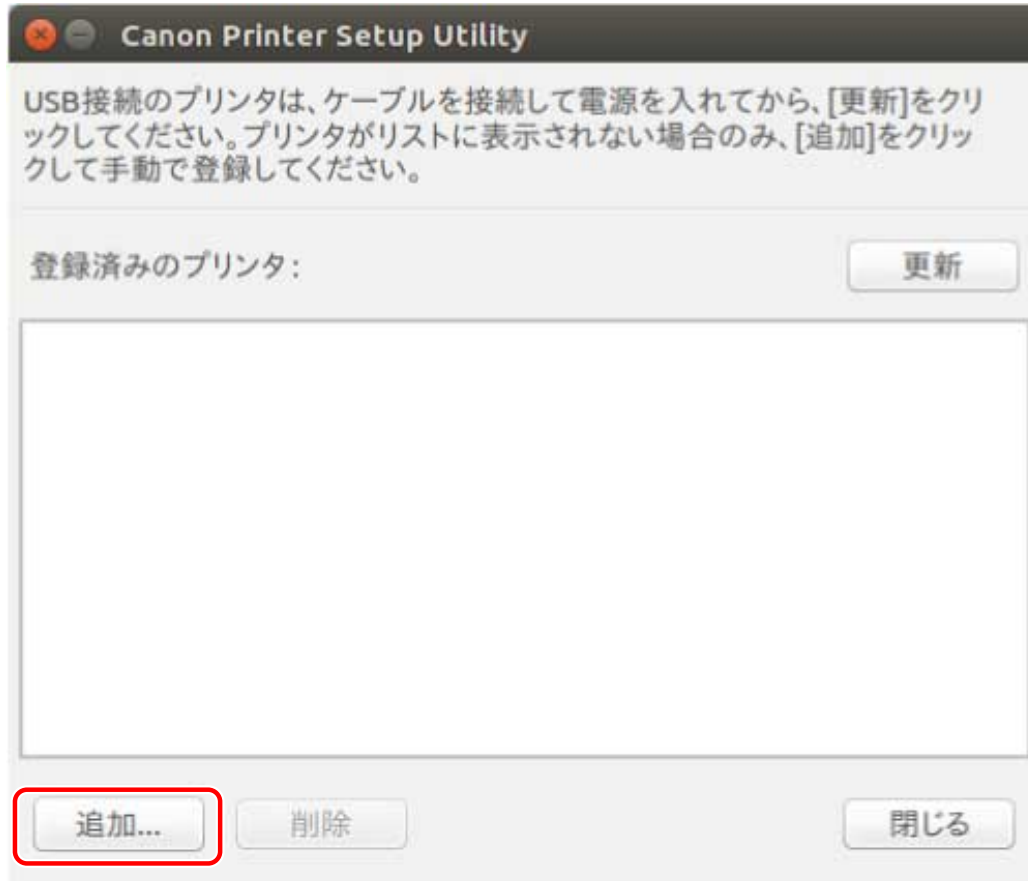 Canon Printer Setup Utility
USB接続のプリンタは、ケーブルを接続して電源を入れてから、[更新]をクリ
ックしてください。プリンタがリストに表示されない場合のみ、[追加]をクリッ
クして手動で登録してください。
登録済みのプリンタ:
更新
追加...
削除
閉じる